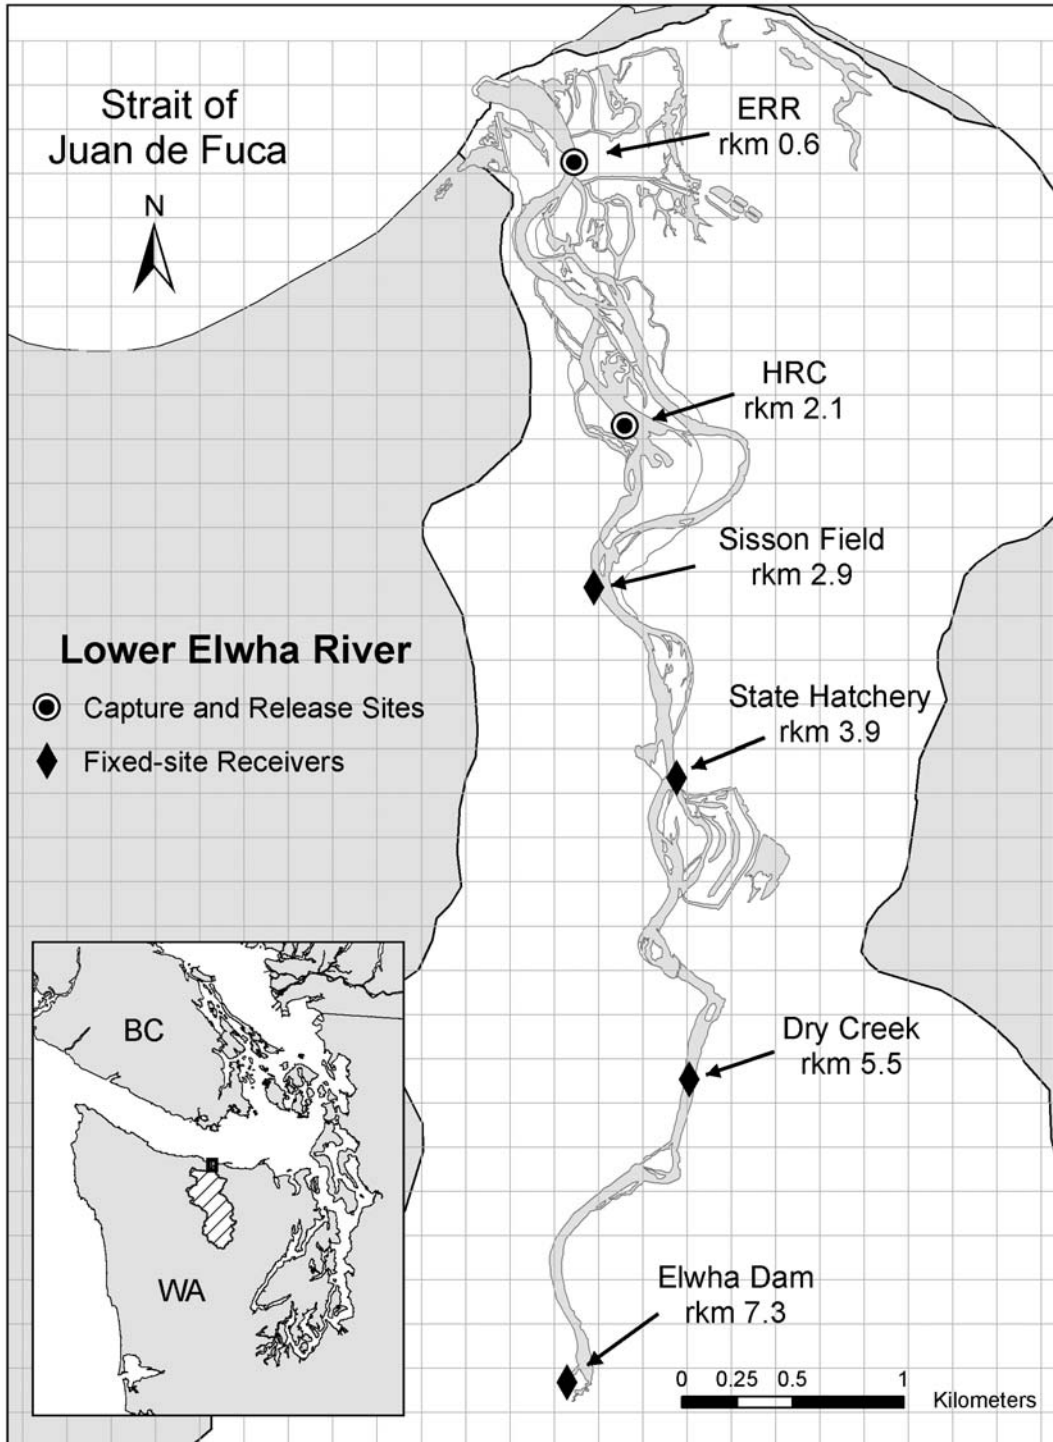 Strait of
Juan de Fuca
N
ERR
rkm 0.6
HRC
rkm 2.1
Sisson Field
rkm 2.9
Lower Elwha River
Capture and Release Sites
Fixed-site Receivers
State Hatchery
rkm 3.9
Dry Creek
rkm 5.5
BC
WA
Elwha Dam
rkm 7.3
0 0.25 0.5 1
Kilometers